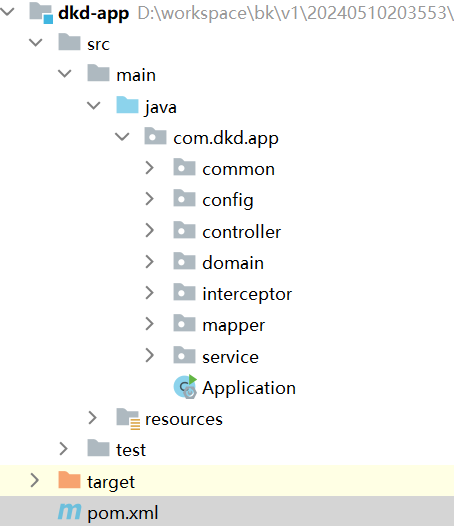 dkd-app D:\workspace\bk\v1\20240510203553\
src
main
java
com.dkd.app
common
config
controller
domain
interceptor
mapper
service
Application
resources
test
target
pom.xml